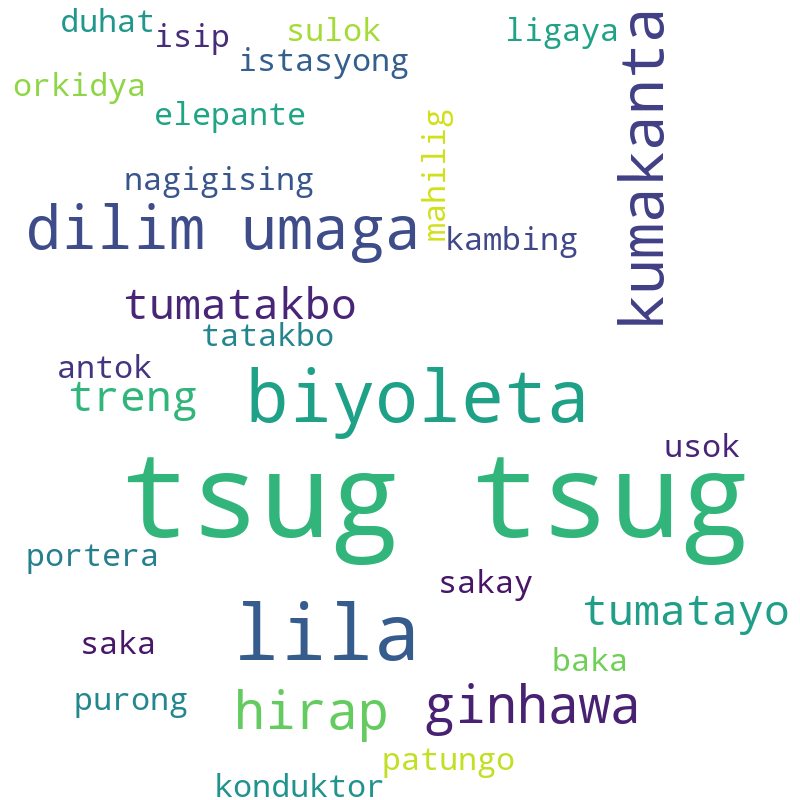 duhat
isip
sulok
ligaya
istasyong
orkidya
elepante
kumakanta
mahilig
nagigising
dilim umaga
kambing
tumatakbo
tatakbo
antok
treng
biyoleta
usok
tsug tsug
portera
sakay
tumatayo
lila
saka
baka
purong
hirap
ginhawa
patungo
konduktor